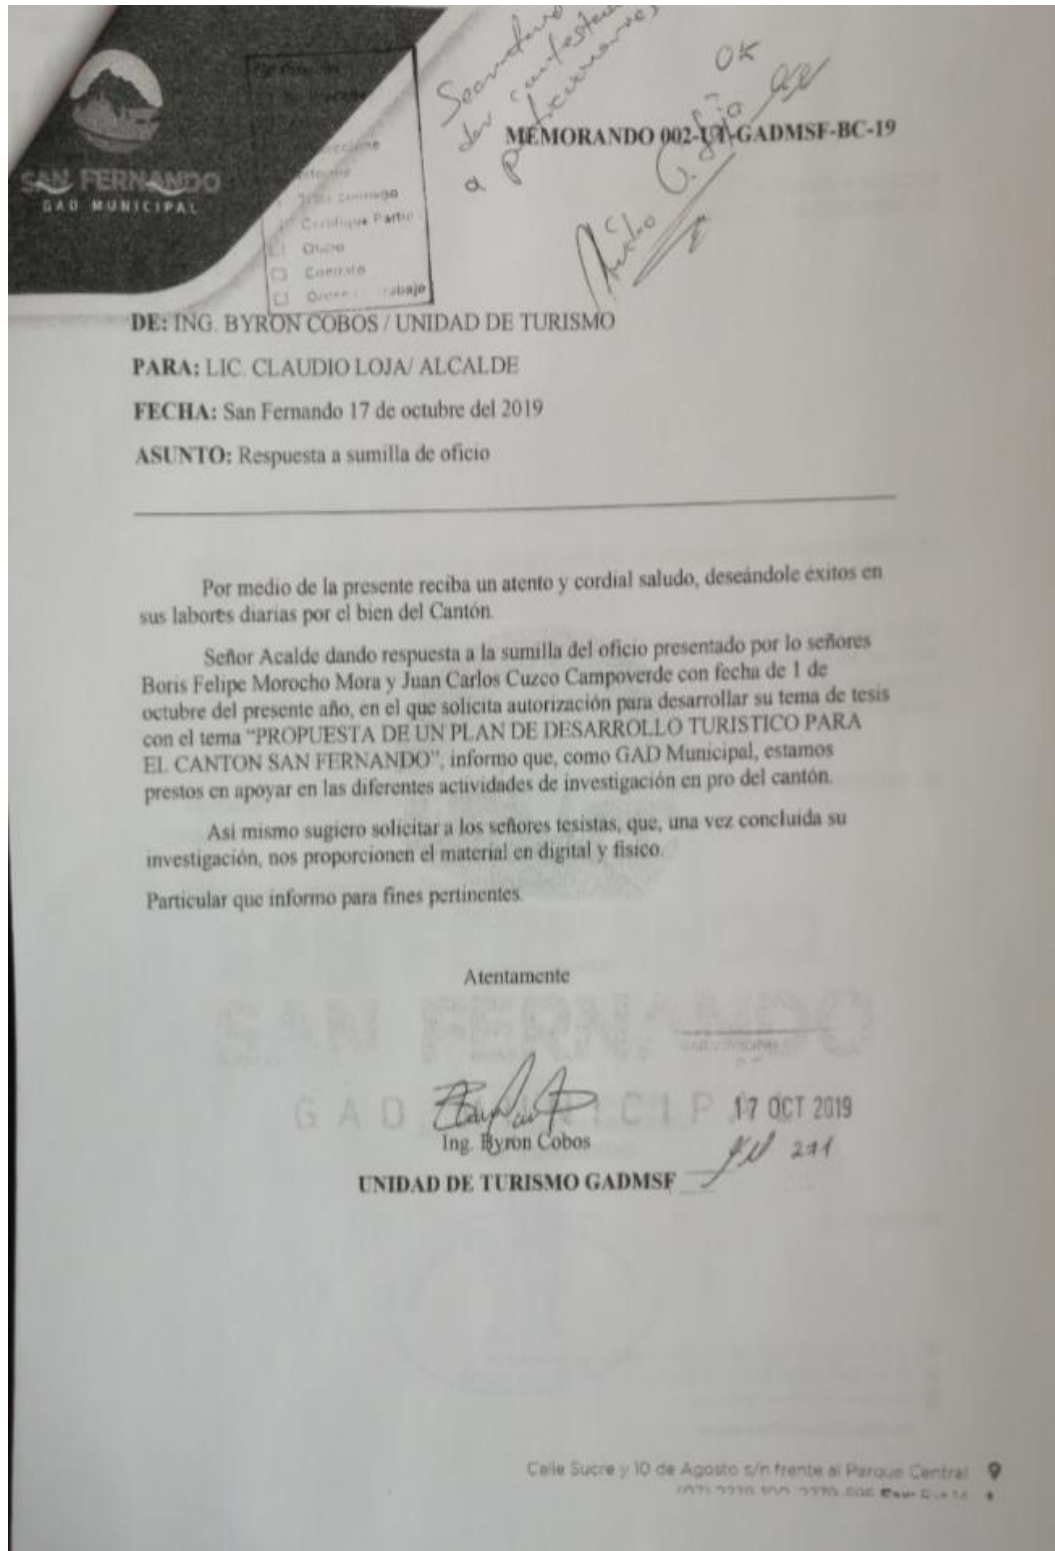 SAN FERNANDO
GAD MUNICIPAL
OK
MEMORANDO 002-UT-GADMSF-BC-19
Certifique Partic
Oficio
Contrato
DE: ING. BYRON COBOS / UNIDAD DE TURISMO
PARA: LIC. CLAUDIO LOJA/ ALCALDE
FECHA: San Fernando 17 de octubre del 2019
ASUNTO: Respuesta a sumilla de oficio
Por medio de la presente reciba un atento y cordial saludo, deseándole éxitos en
sus labores diarias por el bien del Cantón.
Señor Acalde dando respuesta a la sumilla del oficio presentado por lo señores
Boris Felipe Morocho Mora y Juan Carlos Cuzco Campoverde con fecha de 1 de
octubre del presente año, en el que solicita autorización para desarrollar su tema de tesis
con el tema “PROPUESTA DE UN PLAN DE DESARROLLO TURISTICO PARA
EL CANTON SAN FERNANDO”, informo que, como GAD Municipal, estamos
prestos en apoyar en las diferentes actividades de investigación en pro del cantón.
Así mismo sugiero solicitar a los señores tesistas, que, una vez concluida su
investigación, nos proporcionen el material en digital y físico.
Particular que informo para fines pertinentes.
Atentamente
SAN FERNANDO
GAD
17 OCT 2019
Ing. Byron Cobos
211
UNIDAD DE TURISMO GADMSF
Calle Sucre y 10 de Agosto s/n frente al Parque Central